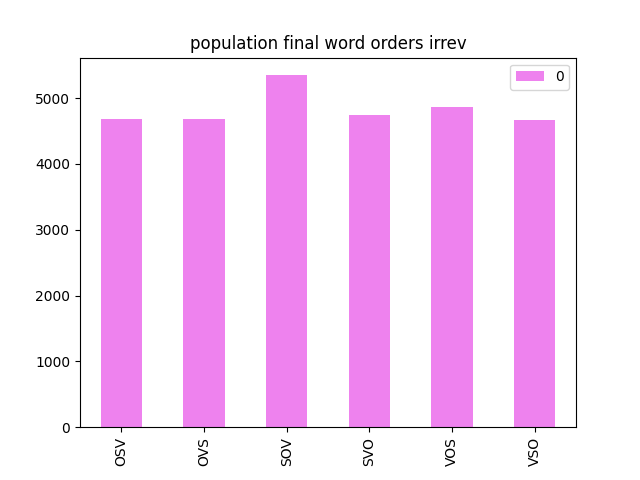 population final word orders irrev
0
5000
4000
3000
2000
1000
0
OSV
OVS
SOV
SVO
VOS
VSO